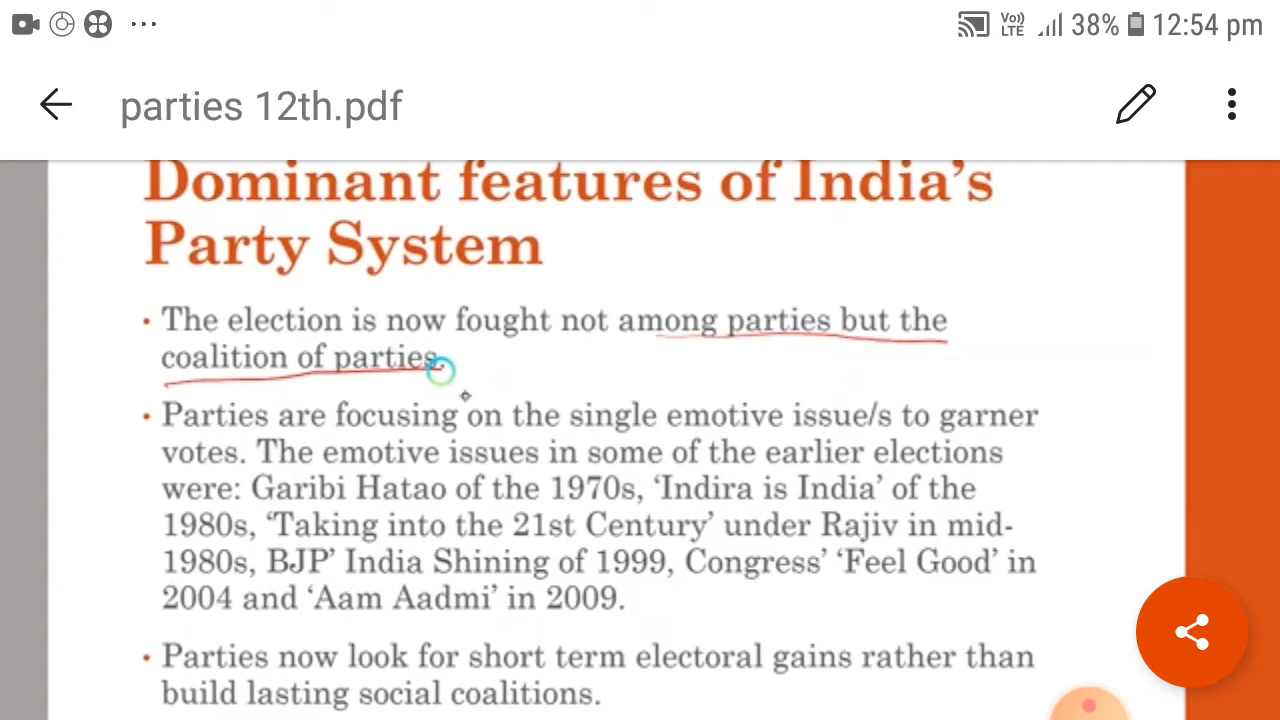 Vo)) LTE 38% 12:54 pm
parties 12th.pdf
Dominant features of India's
Party System
• The election is now fought not among parties but the
coalition of parties.
• Parties are focusing on the single emotive issue/s to garner
votes. The emotive issues in some of the earlier elections
were: Garibi Hatao of the 1970s, ‘Indira is India’ of the
1980s, ‘Taking into the 21st Century’ under Rajiv in mid-
1980s, BJP’ India Shining of 1999, Congress’ ‘Feel Good’ in
2004 and ‘Aam Aadmi’ in 2009.
• Parties now look for short term electoral gains rather than
build lasting social coalitions.